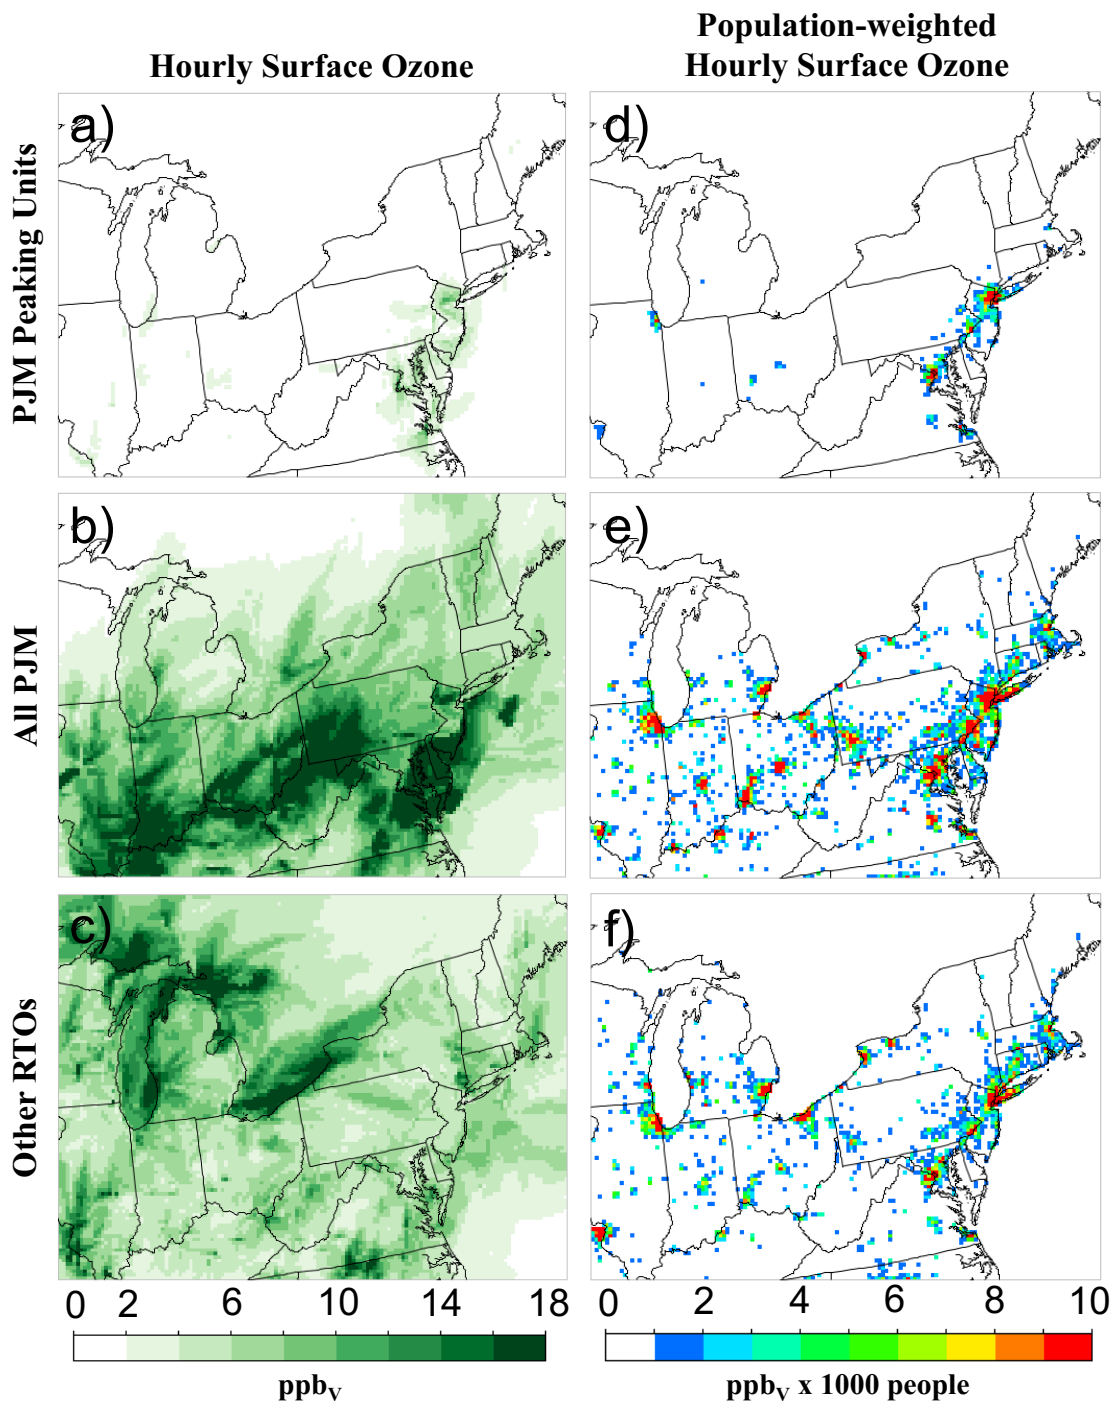 Hourly Surface Ozone
Population-weighted
Hourly Surface Ozone
PJM Peaking Units
a)
d)
All PJM
b)
e)
Other RTOs
c)
f)
0 2 6 10 14 18
ppbV
0 2 4 6 8 10
ppbV x 1000 people